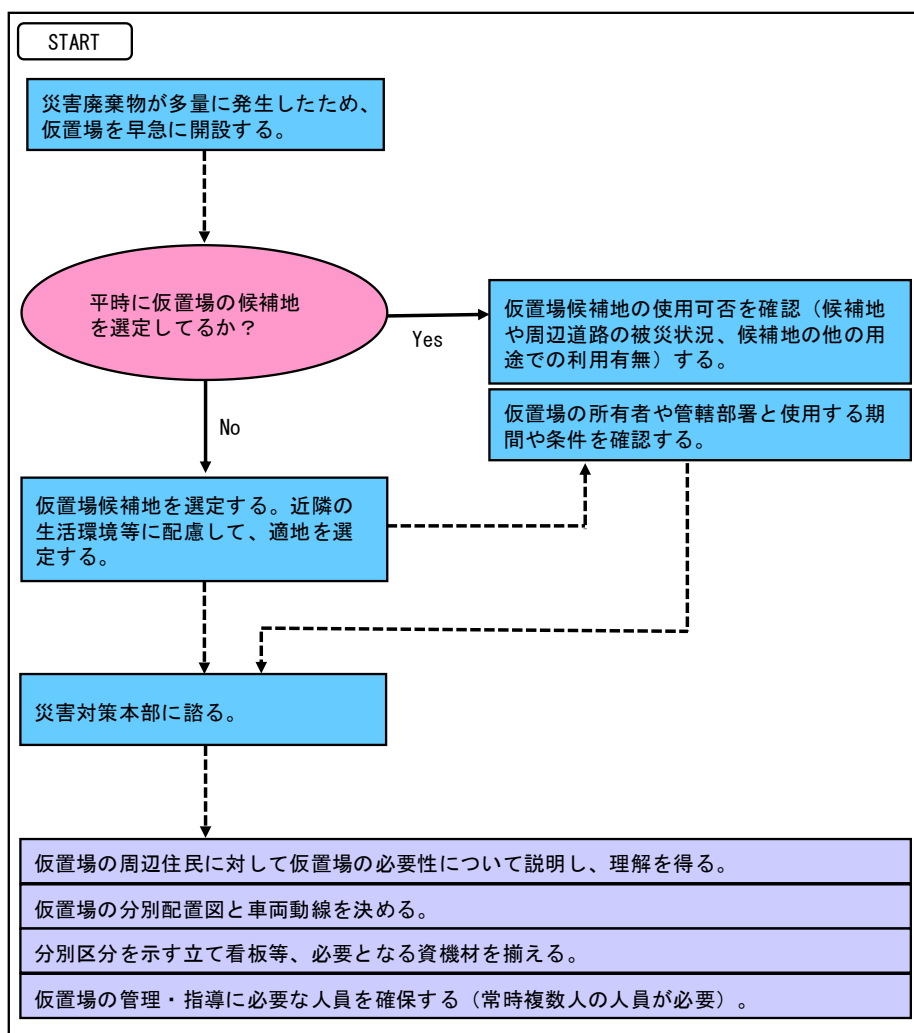 START
災害廃棄物が多量に発生したため、
仮置場を早急に開設する。
平時に仮置場の候補地
を選定してるか？
Yes
仮置場候補地の使用可否を確認（候補地
や周辺道路の被災状況、候補地の他の用
途での利用有無）する。
仮置場の所有者や管轄部署と使用する期
間や条件を確認する。
No
仮置場候補地を選定する。近隣の
生活環境等に配慮して、適地を選
定する。
災害対策本部に諮る。
仮置場の周辺住民に対して仮置場の必要性について説明し、理解を得る。
仮置場の分別配置図と車両動線を決める。
分別区分を示す立て看板等、必要となる資機材を揃える。
仮置場の管理・指導に必要な人員を確保する（常時複数人の人員が必要）。